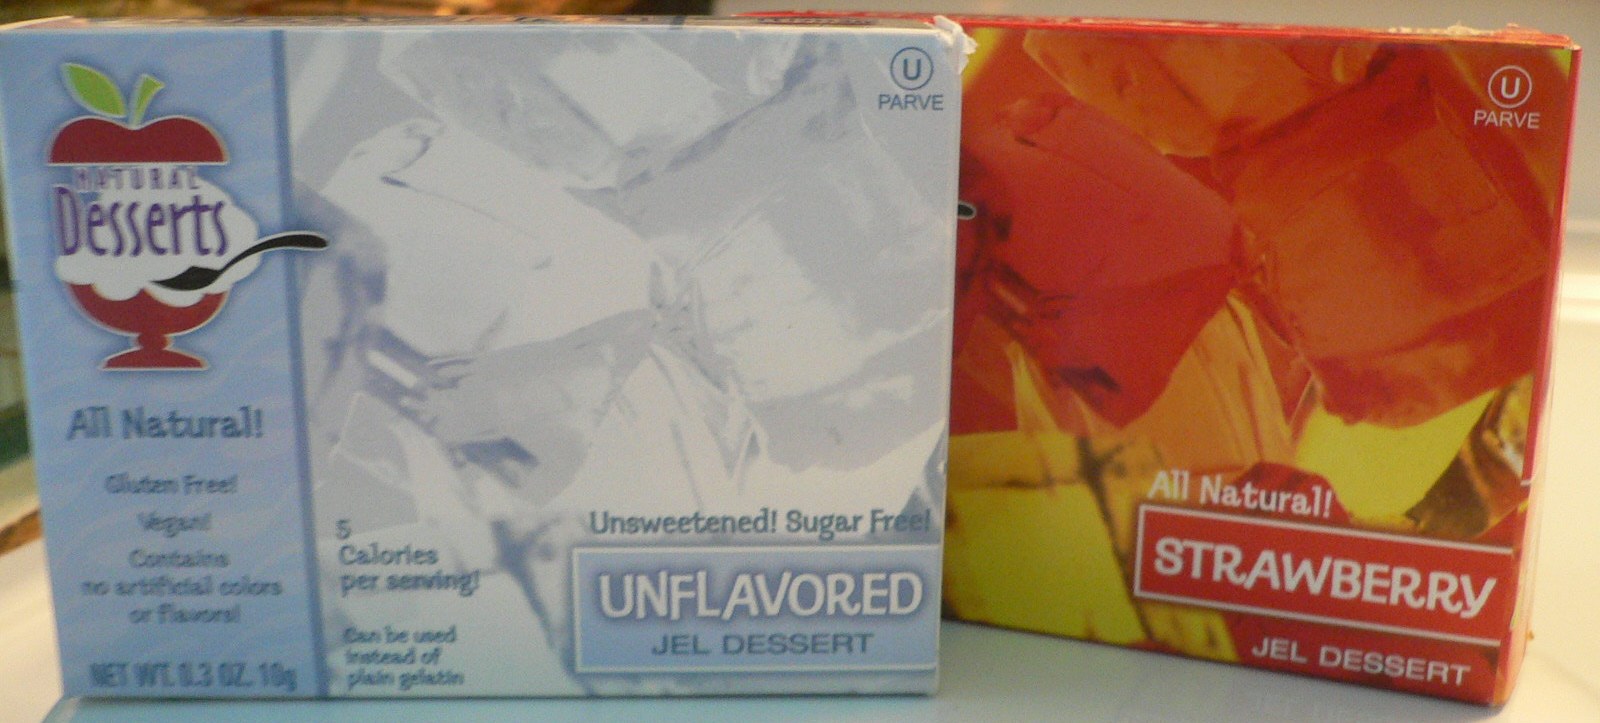 NATURAL
Desserts
All Natural!
Gluten Free!
Vegan!
Contains
no artificial colors
or flavors!
NET WT. 0.3 OZ. 10g
U
PARVE
5
Calories
per serving!
Can be used
instead of
plain gelatin
Unsweetened! Sugar Free!
UNFLAVORED
JEL DESSERT
U
PARVE
All Natural!
STRAWBERRY
JEL DESSERT